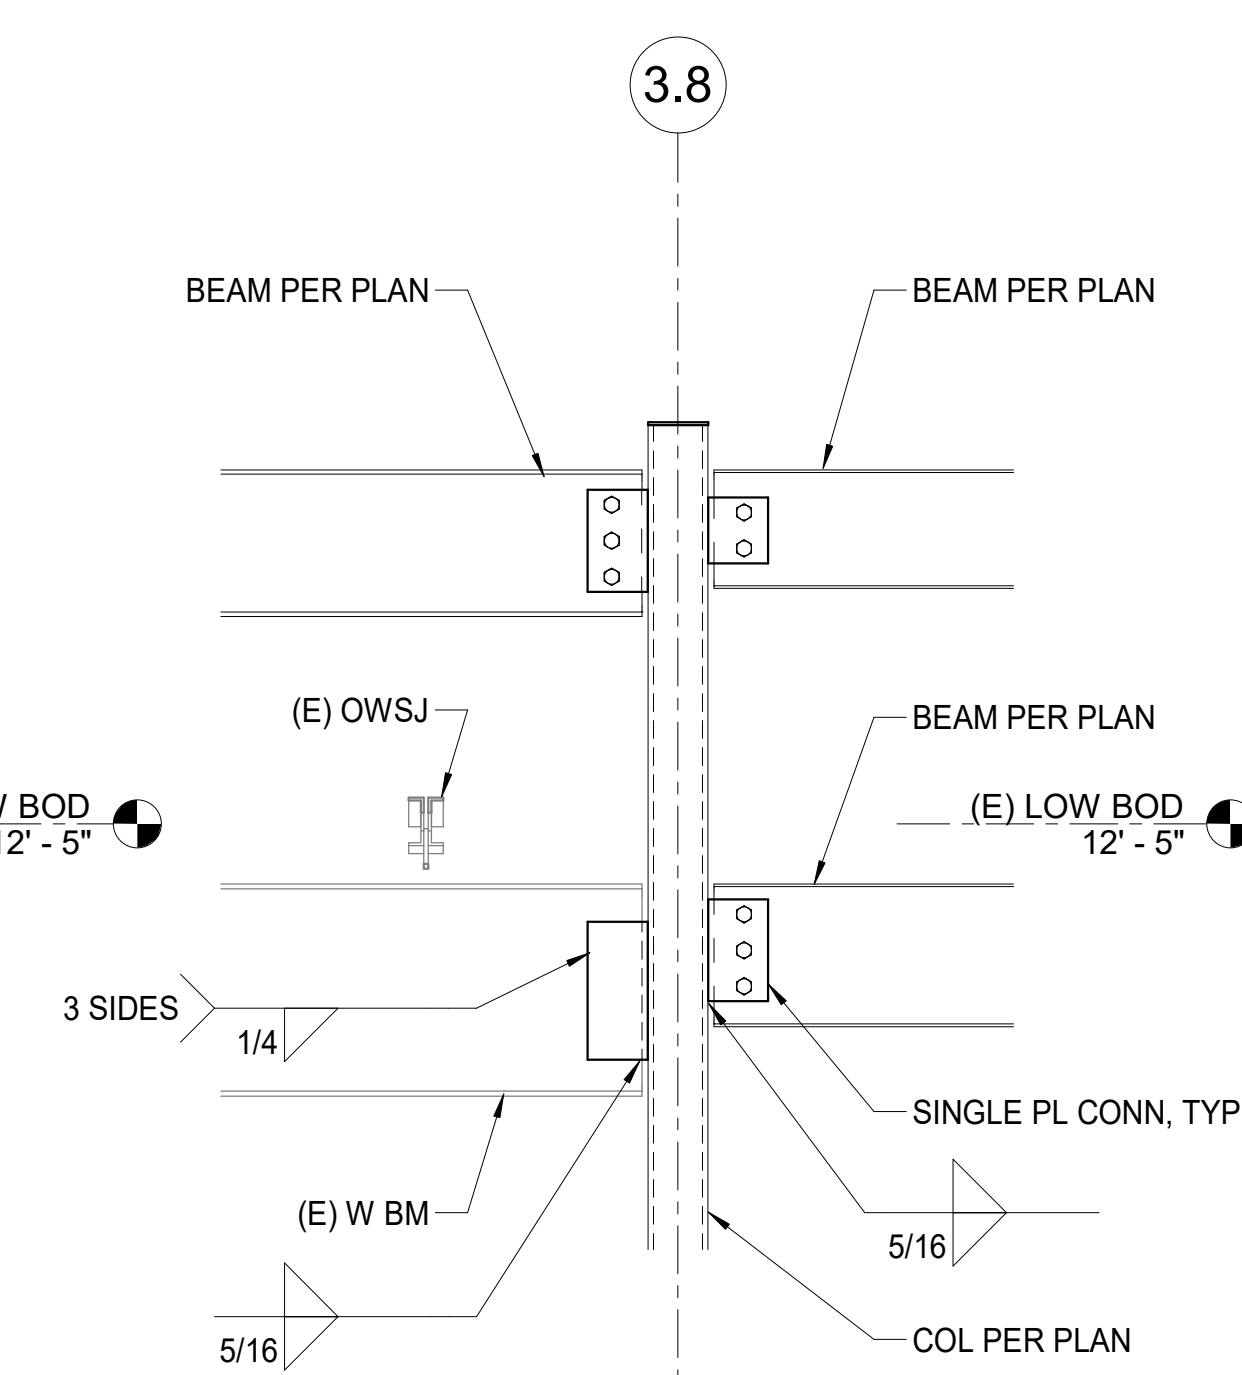 3.8
BEAM PER PLAN
BEAM PER PLAN
(E) OWSJ
BEAM PER PLAN
BOD
12' - 5"
(E) LOW BOD
12' - 5"
3 SIDES
1/4
SINGLE PL CONN, TYP
(E) W BM
5/16
5/16
COL PER PLAN